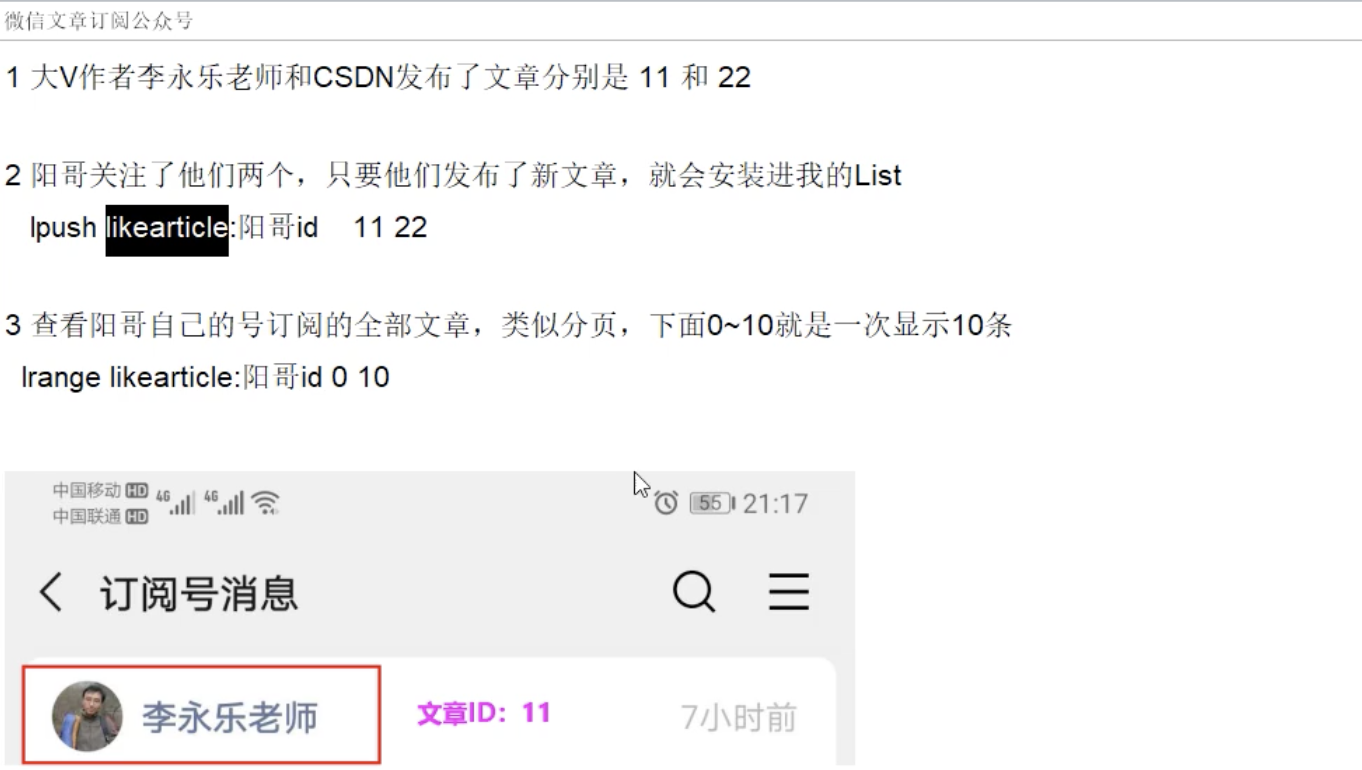 微信文章订阅公众号
1 大V作者李永乐老师和CSDN发布了文章分别是 11 和 22
2 阳哥关注了他们两个，只要他们发布了新文章，就会安装进我的List
lpush likearticle:阳哥id 11 22
3 查看阳哥自己的号订阅的全部文章，类似分页，下面0~10就是一次显示10条
lrange likearticle:阳哥id 0 10
中国移动 HD 4G 4G 55 21:17
中国联通 HD
订阅号消息
李永乐老师 文章ID：11 7小时前